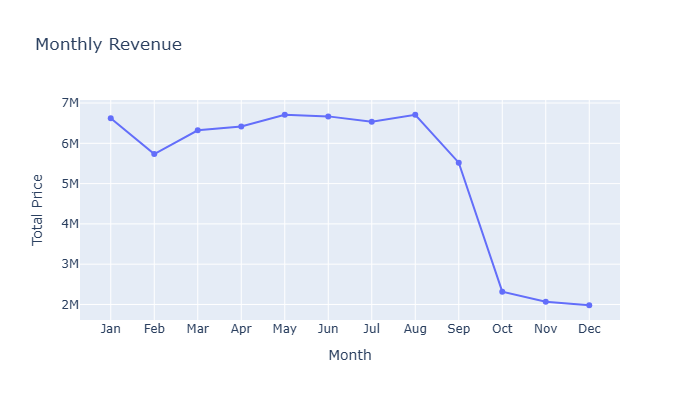 Monthly Revenue
7M
6M
5M
4M
3M
2M
Total Price
Jan Feb Mar Apr May Jun Jul Aug Sep Oct Nov Dec
Month